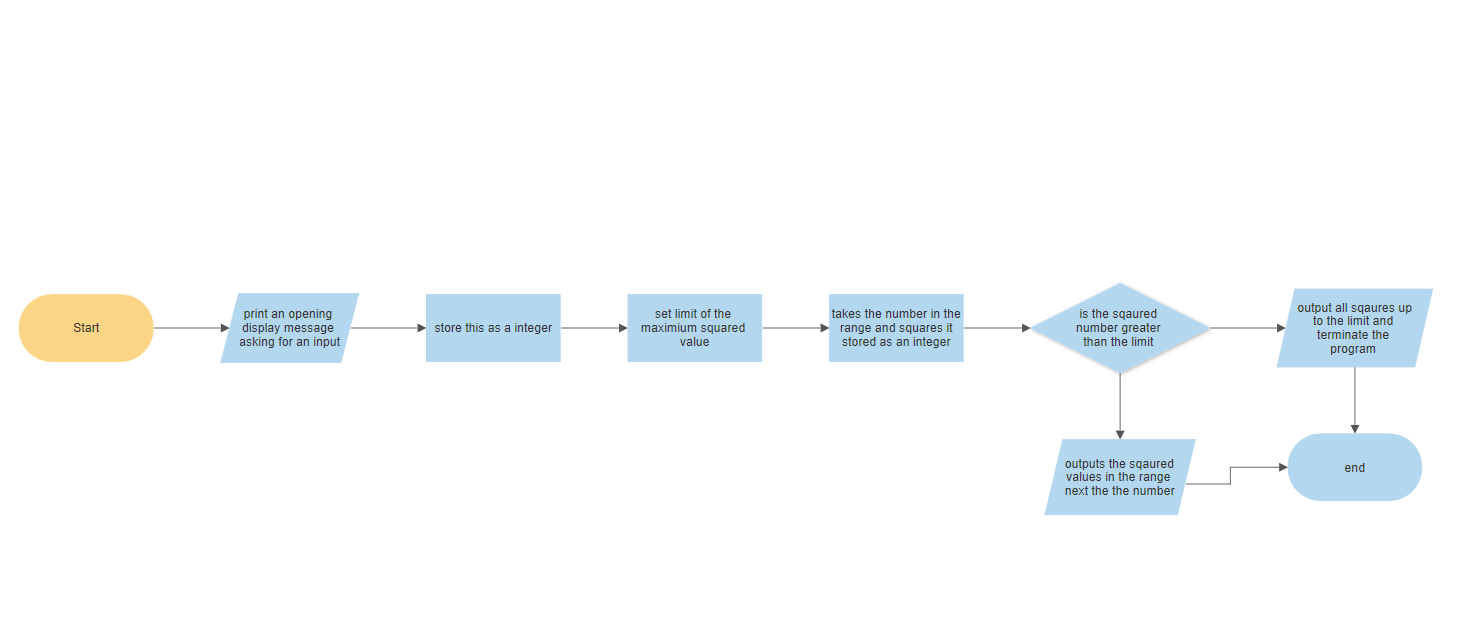 Start
print an opening
display message
asking for an input
store this as a integer
set limit of the
maximium squared
value
takes the number in the
range and squares it
stored as an integer
is the sqaured
number greater
than the limit
output all sqaures up
to the limit and
terminate the
program
outputs the sqaured
values in the range
next the the number
end